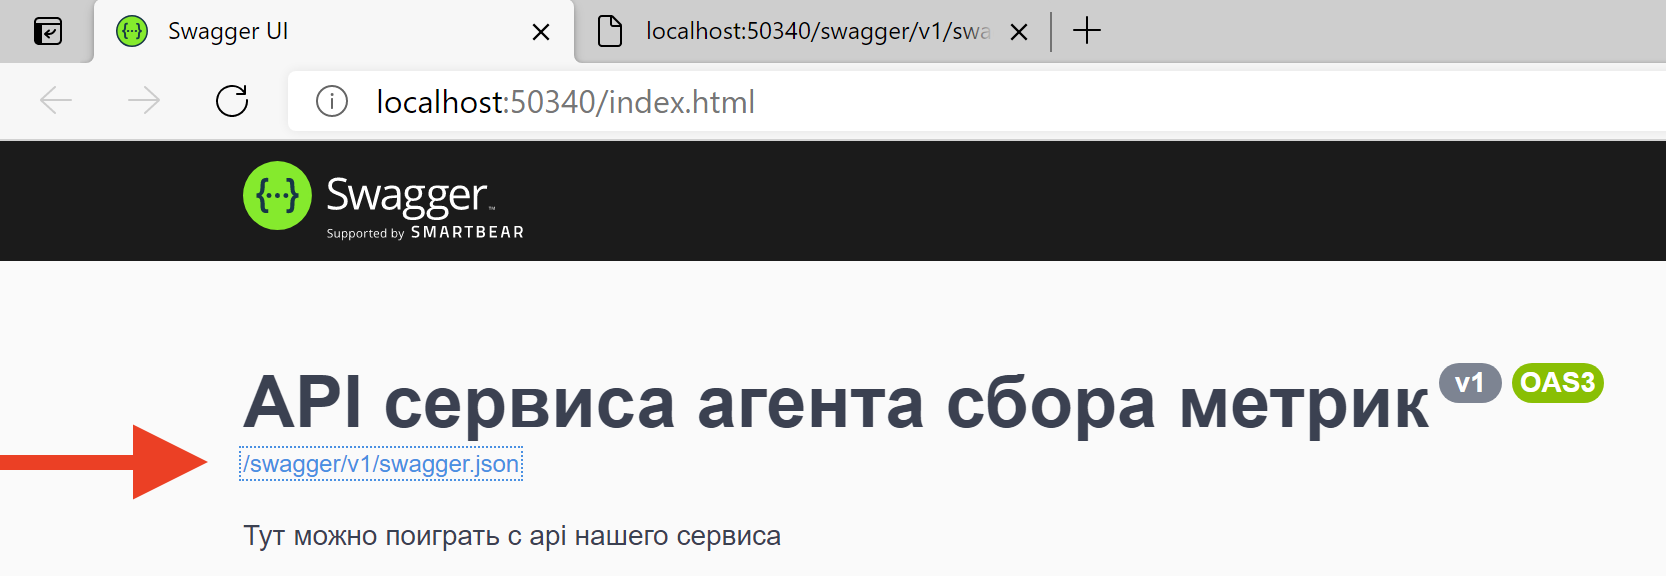 Swagger UI
localhost:50340/swagger/v1/swa
localhost:50340/index.html
{···} Swagger™
Supported by SMARTBEAR
API сервиса агента сбора метрик v1 OAS3
/swagger/v1/swagger.json
Тут можно поиграть с api нашего сервиса